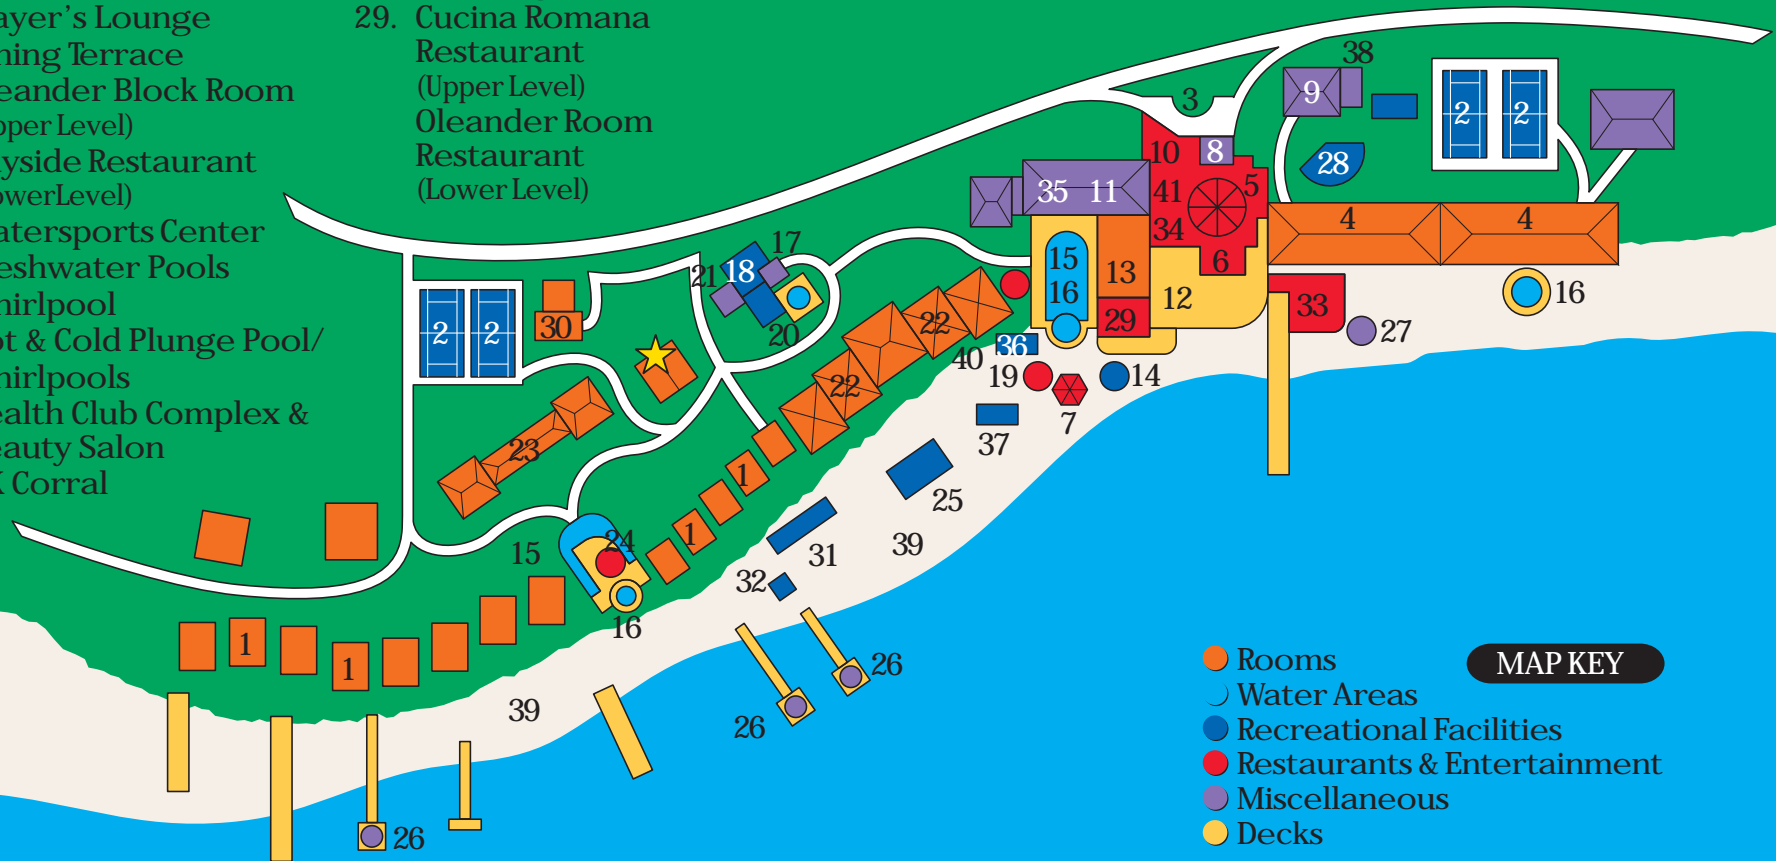 ayer's Lounge
ning Terrace
eander Block Room
pper Level)
yside Restaurant
owerLevel)
atersports Center
eshwater Pools
hirlpool
ot & Cold Plunge Pool/
hirlpools
ealth Club Complex &
eauty Salon
K Corral
29. Cucina Romana
Restaurant
(Upper Level)
Oleander Room
Restaurant
(Lower Level)
38
9
3
2 2
10 8
28
35 11 41 5
34
4 4
6
17
18
21
15
16
13
12
20
16
33
29
27
30
2 2
22
36
40
19
14
22
7
37
23
1
25
24
1
15
31
39
32
16
1
1
26
39
26
26
MAP KEY
Rooms
Water Areas
Recreational Facilities
Restaurants & Entertainment
Miscellaneous
Decks